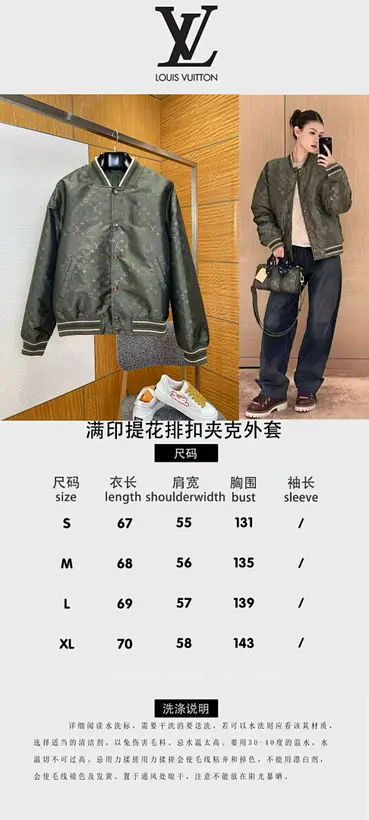 LV
LOUIS VUITTON
满印提花排扣夹克外套
尺码
尺码 衣长 肩宽 胸围 袖长
size length shoulderwidth bust sleeve
S 67 55 131 /
M 68 56 135 /
L 69 57 139 /
XL 70 58 143 /
洗涤说明
详细阅读水洗标，需要干洗的要送洗，若可以水洗则应看该其材质，
选择适当的清洁剂，以免伤害毛料。忌水温太高，要用30-40度的温水，水
温切不可过高，忌用力揉搓用力揉搓会使毛线粘并和掉色，不能用漂白剂，
会使毛线褪色及发黄。置于通风处晾干，注意不能放在阳光暴晒。